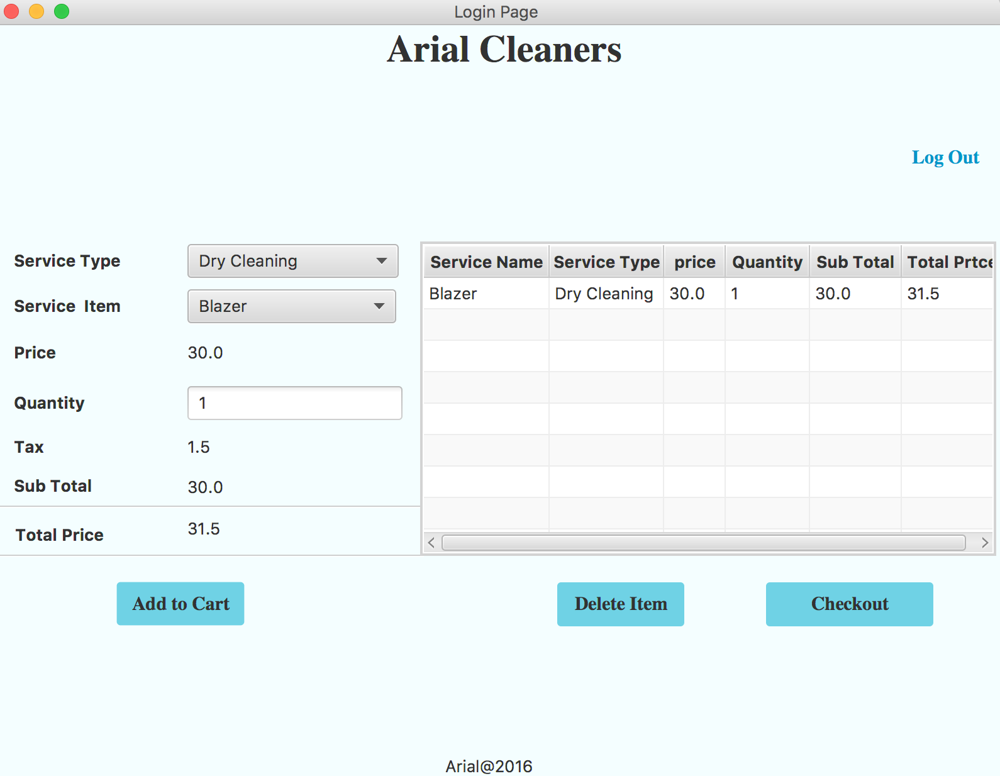 Login Page
Arial Cleaners
Log Out
Service Type Dry Cleaning
Service Item Blazer
Price 30.0
Quantity 1
Tax 1.5
Sub Total 30.0
Total Price 31.5
Service Name Service Type price Quantity Sub Total Total Prtce
Blazer Dry Cleaning 30.0 1 30.0 31.5
Add to Cart
Delete Item
Checkout
Arial@2016